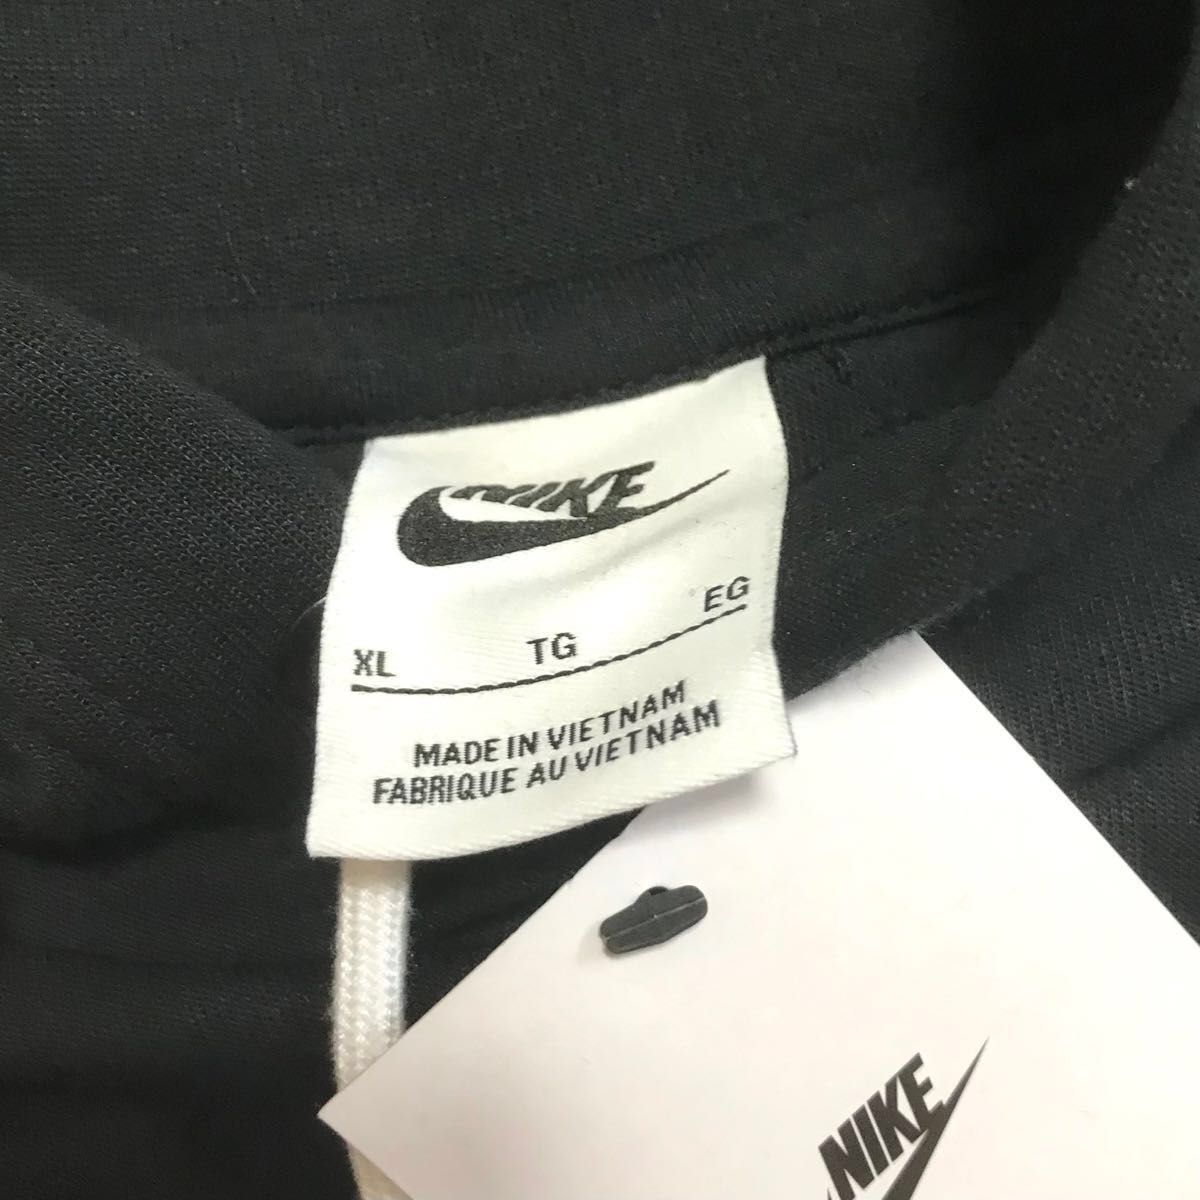 NIKE
XL TG EG
MADE IN VIETNAM
FABRIQUE AU VIETNAM
NIKE